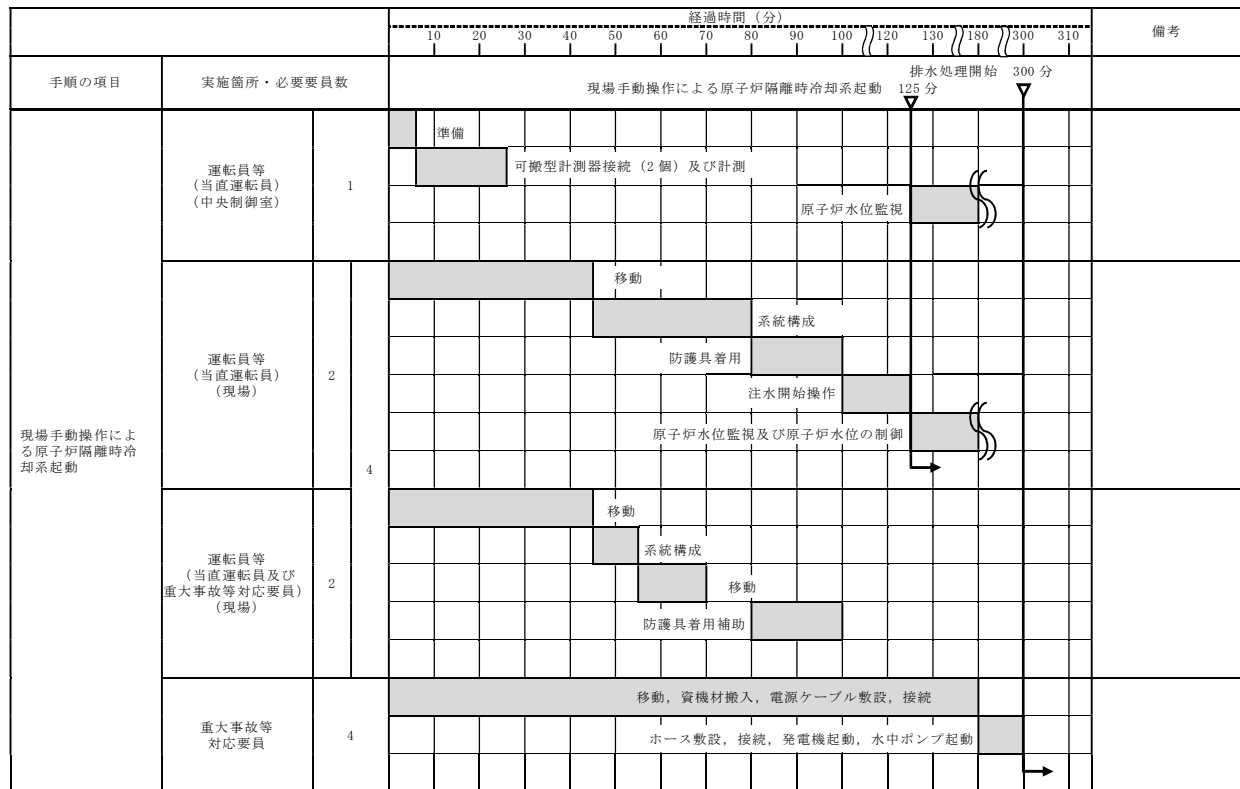 経過時間（分）
備考
10 20 30 40 50 60 70 80 90 100 120 130 180 300 310
手順の項目
実施箇所・必要要員数
排水処理開始 300分
現場手動操作による原子炉隔離時冷却系起動 125分
現場手動操作によ
る原子炉隔離時冷
却系起動
運転員等
（当直運転員）
（中央制御室）
1
準備
可搬型計測器接続（2個）及び計測
原子炉水位監視
運転員等
（当直運転員）
（現場）
2
4
移動
系統構成
防護具着用
注水開始操作
原子炉水位監視及び原子炉水位の制御
運転員等
（当直運転員及び
重大事故等対応要員）
（現場）
2
移動
系統構成
移動
防護具着用補助
重大事故等
対応要員
4
移動，資機材搬入，電源ケーブル敷設，接続
ホース敷設，接続，発電機起動，水中ポンプ起動